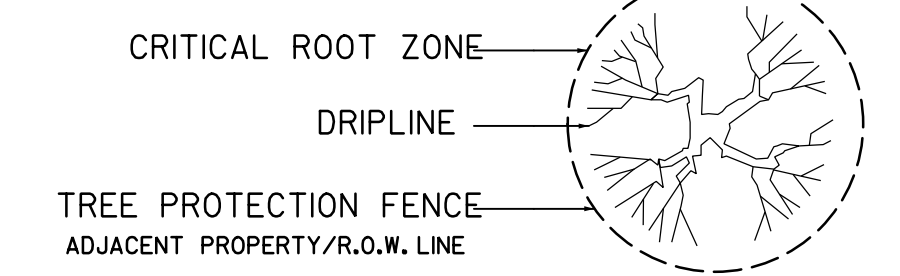 CRITICAL ROOT ZONE
DRIPLINE
TREE PROTECTION FENCE
ADJACENT PROPERTY/R.O.W. LINE